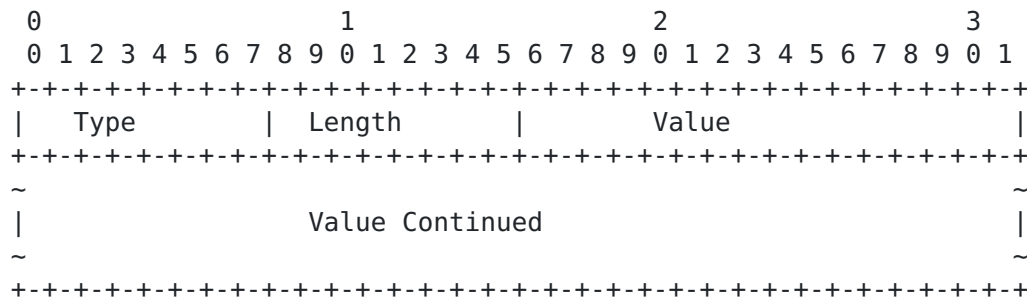 0                   1                   2                   3
 0 1 2 3 4 5 6 7 8 9 0 1 2 3 4 5 6 7 8 9 0 1 2 3 4 5 6 7 8 9 0 1
+-+-+-+-+-+-+-+-+-+-+-+-+-+-+-+-+-+-+-+-+-+-+-+-+-+-+-+-+-+-+-+-+
|   Type        |  Length       |        Value                  |
+-+-+-+-+-+-+-+-+-+-+-+-+-+-+-+-+-+-+-+-+-+-+-+-+-+-+-+-+-+-+-+-+
~                                                               ~
|                  Value Continued                              |
~                                                               ~
+-+-+-+-+-+-+-+-+-+-+-+-+-+-+-+-+-+-+-+-+-+-+-+-+-+-+-+-+-+-+-+-+